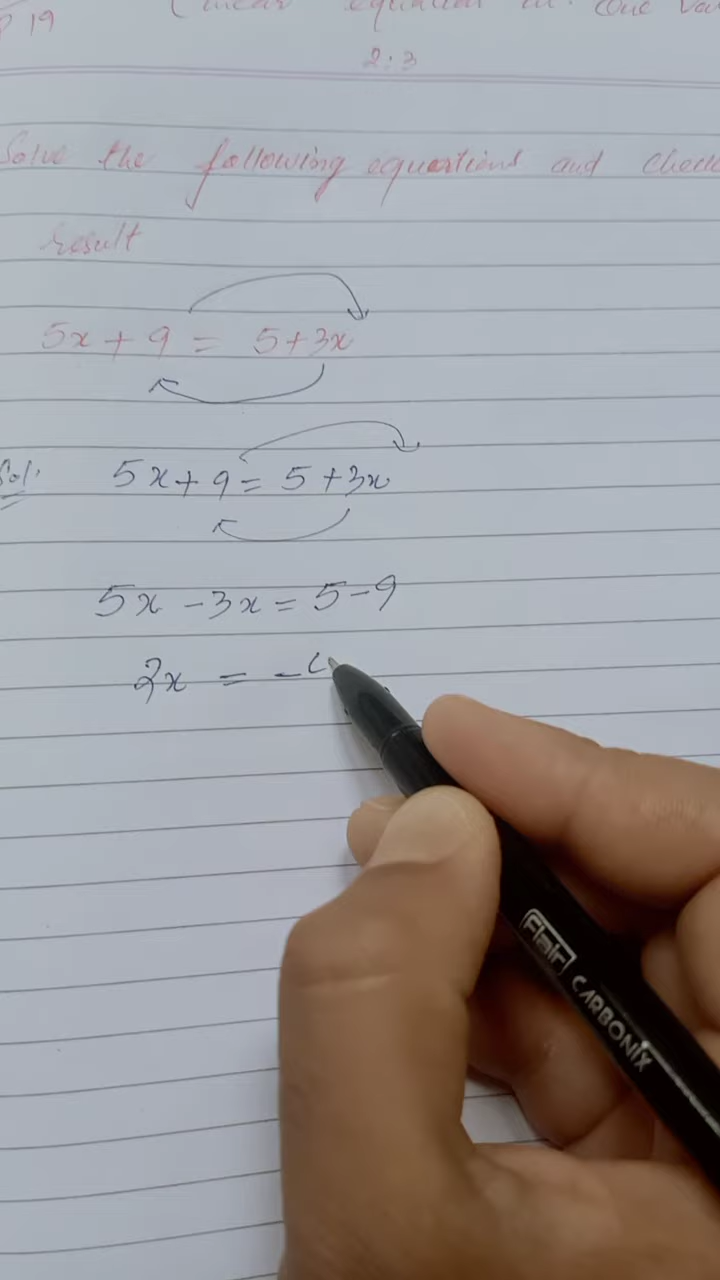 19
Linear equation in One Va
2:3
Solve the following equations and check
result
5x + 9 = 5+3x
Sol:
5x+9 = 5+3x
5x - 3x = 5-9
2x = -
Flair CARBONIX